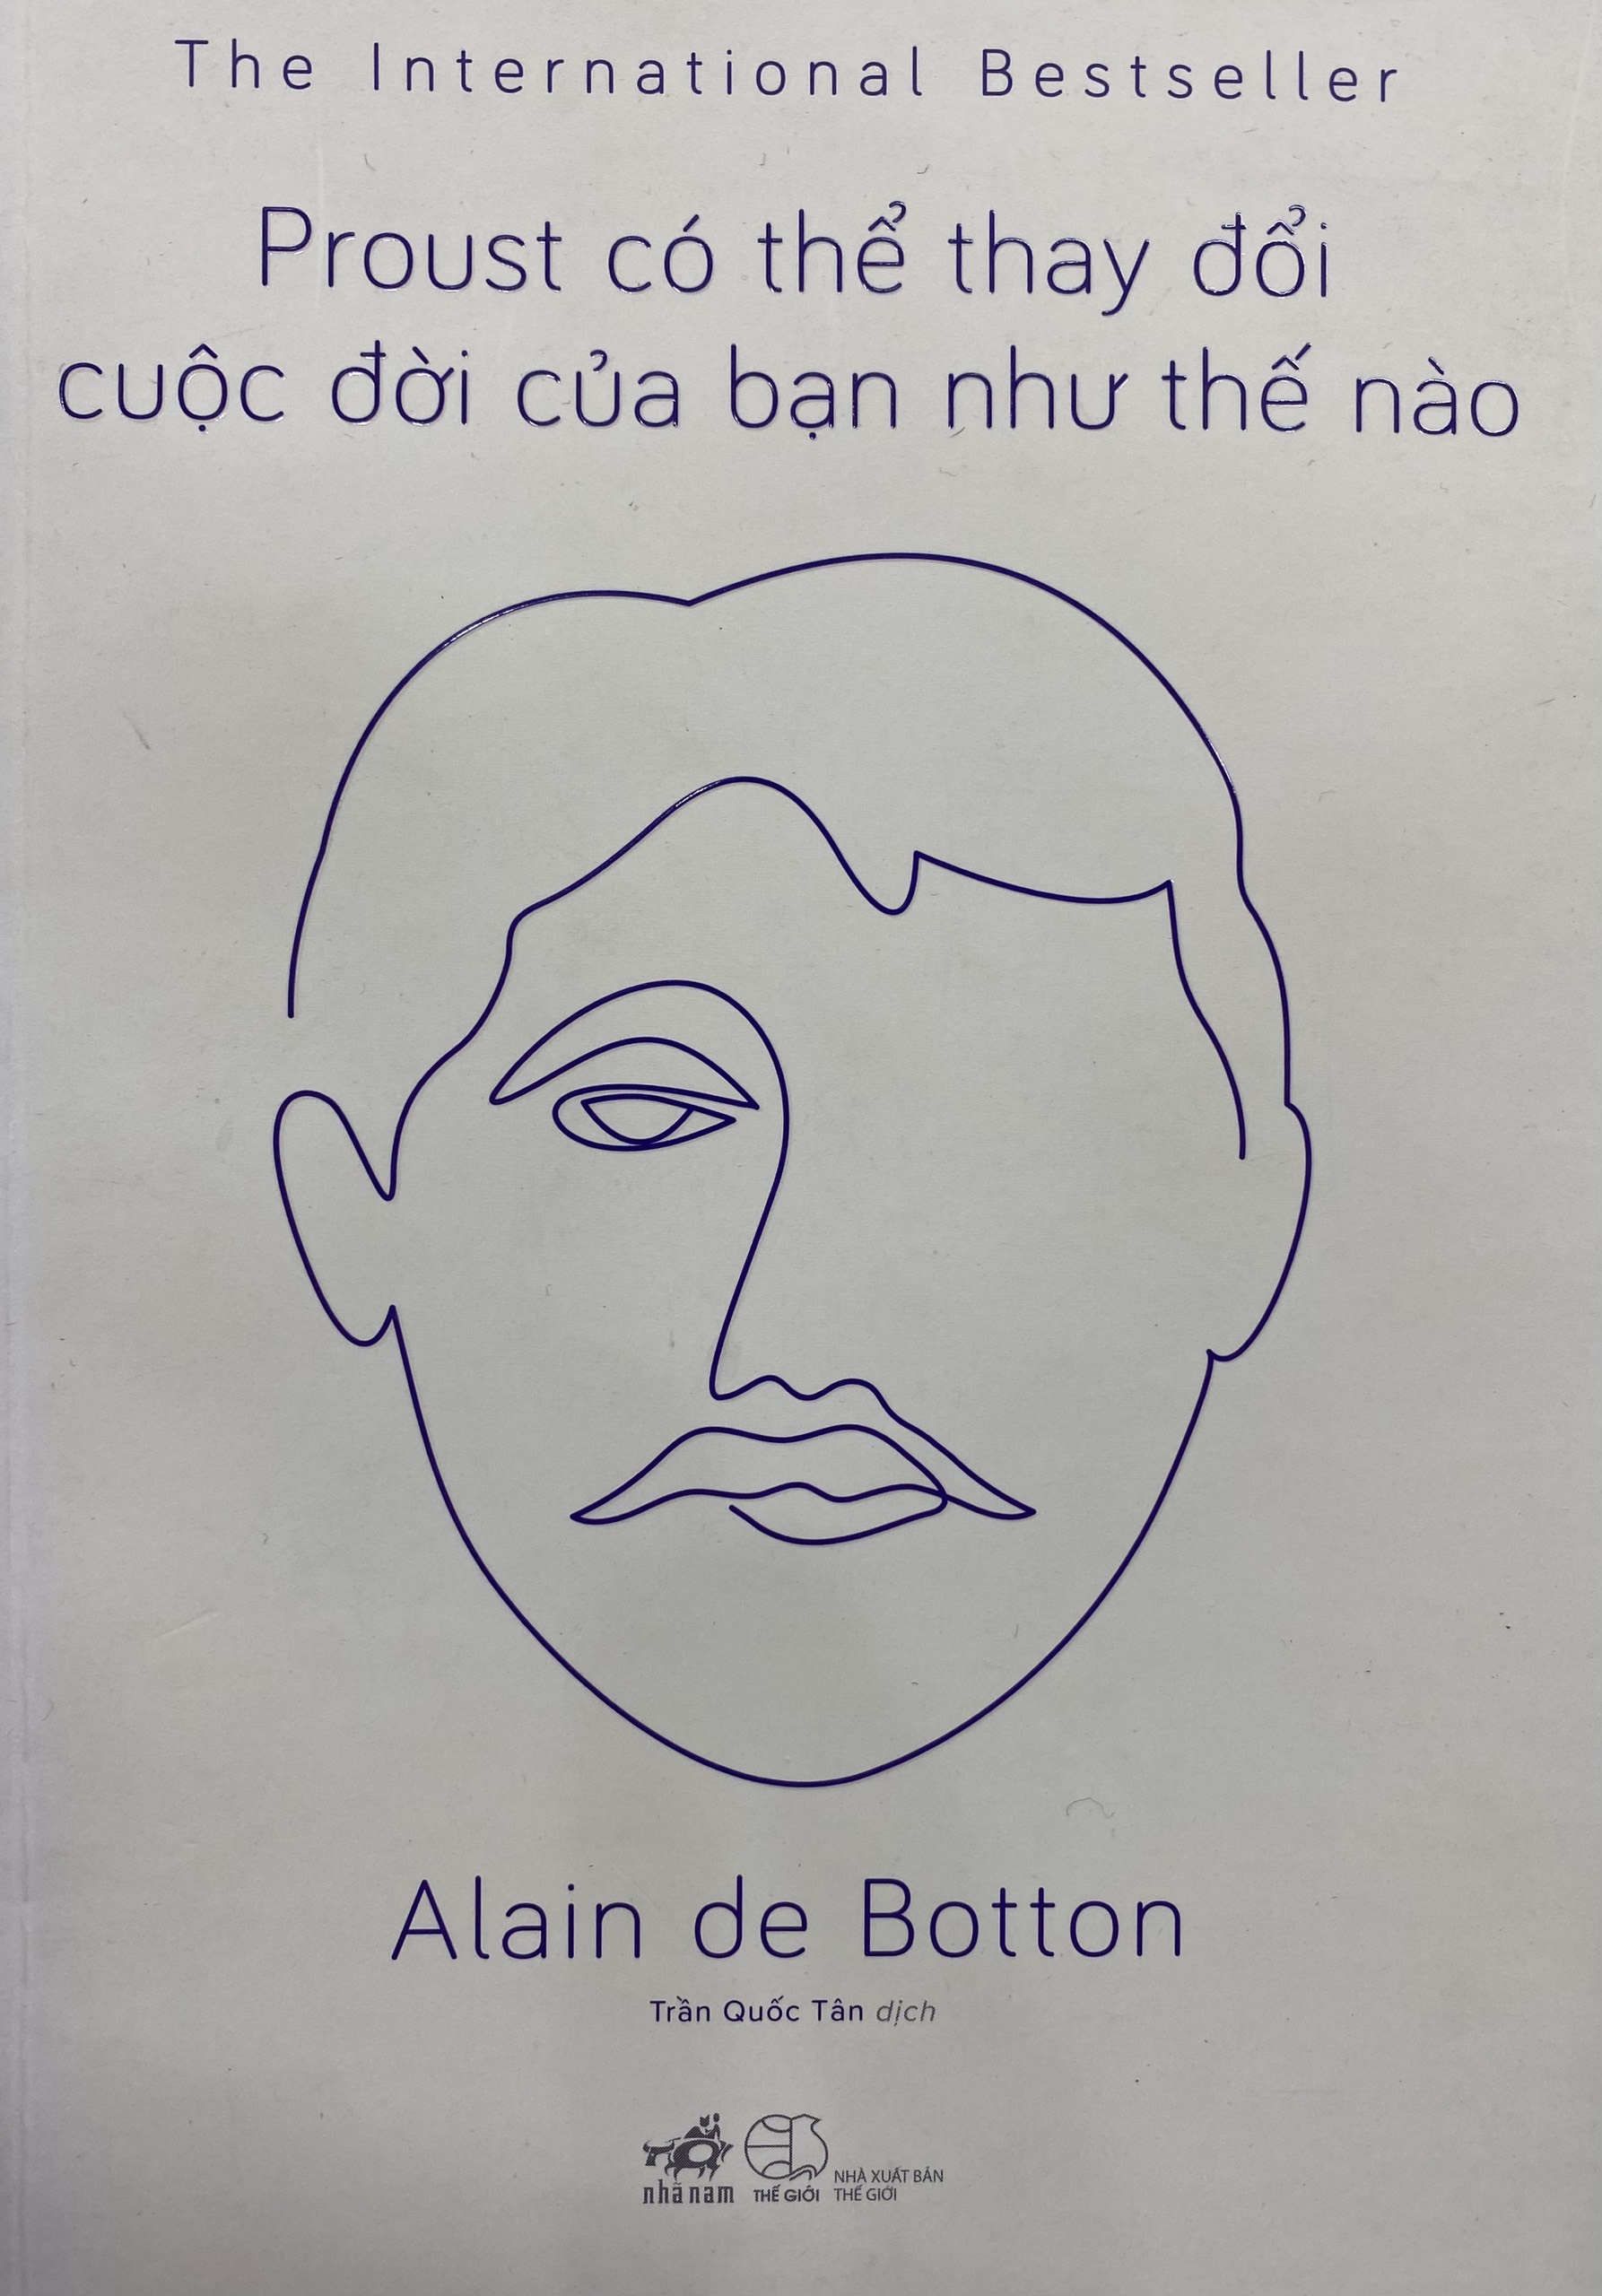 The International Bestseller
Proust có thể thay đổi
cuộc đời của bạn như thế nào
Alain de Botton
Trần Quốc Tân dịch
nhã nam
THẾ GIỚI
NHÀ XUẤT BẢN
THẾ GIỚI